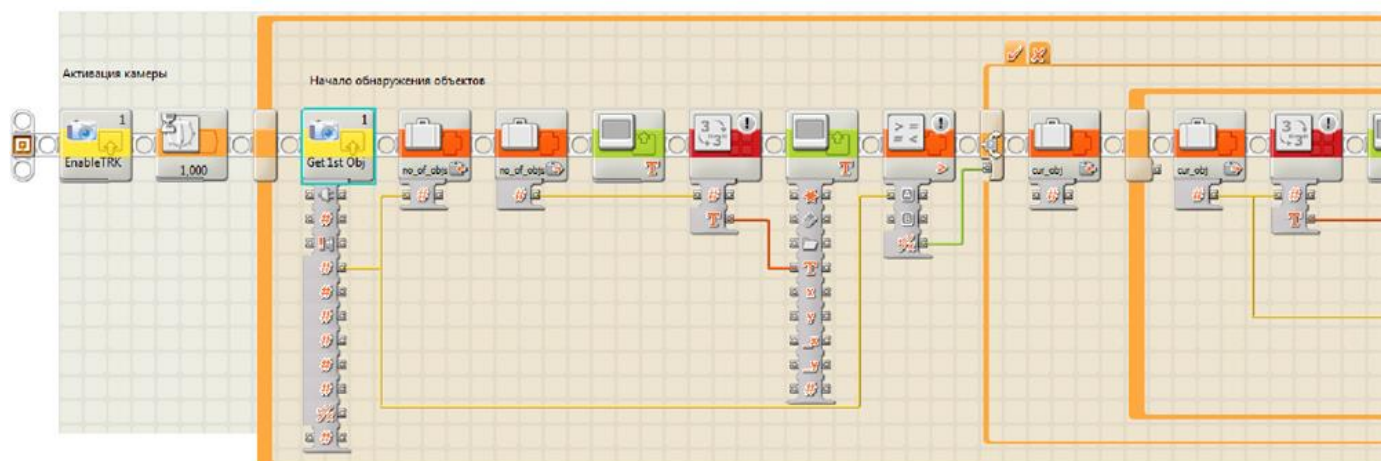 Активация камеры
Начало обнаружения объектов
1
EnableTRK
1,000
1
Get 1st Obj
no_of_objs
no_of_objs
cur_obj
cur_obj